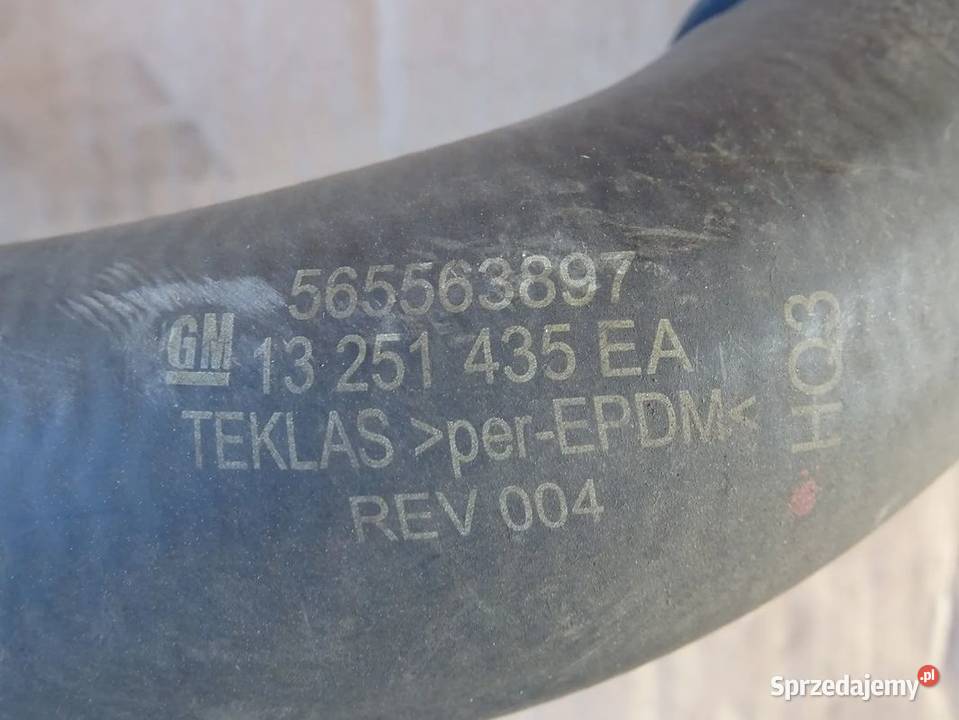 565563897
GM 13 251 435 EA
TEKLAS >per-EPDM<
REV 004
HQ3
Sprzedajemy.pl